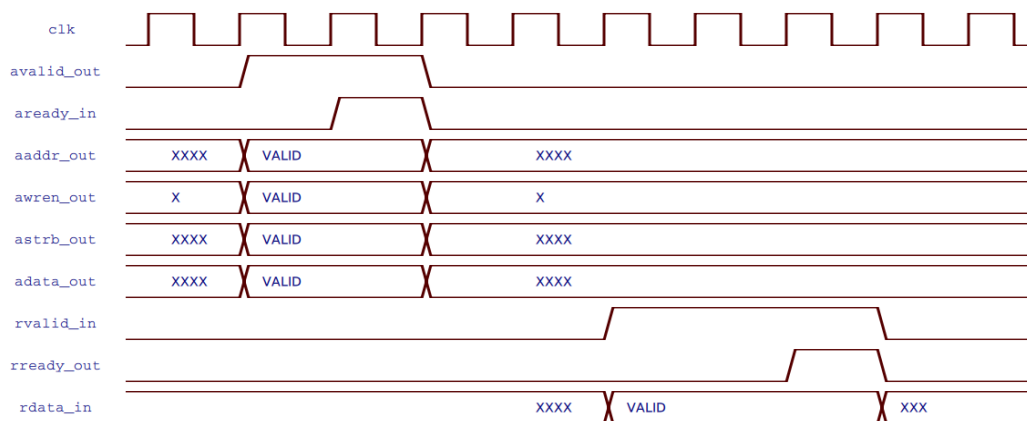 clk
avalid_out
aready_in
aaddr_out XXXX VALID XXXX
awren_out X VALID X
astrb_out XXXX VALID XXXX
adata_out XXXX VALID XXXX
rvalid_in
rready_out
rdata_in XXXX VALID XXX